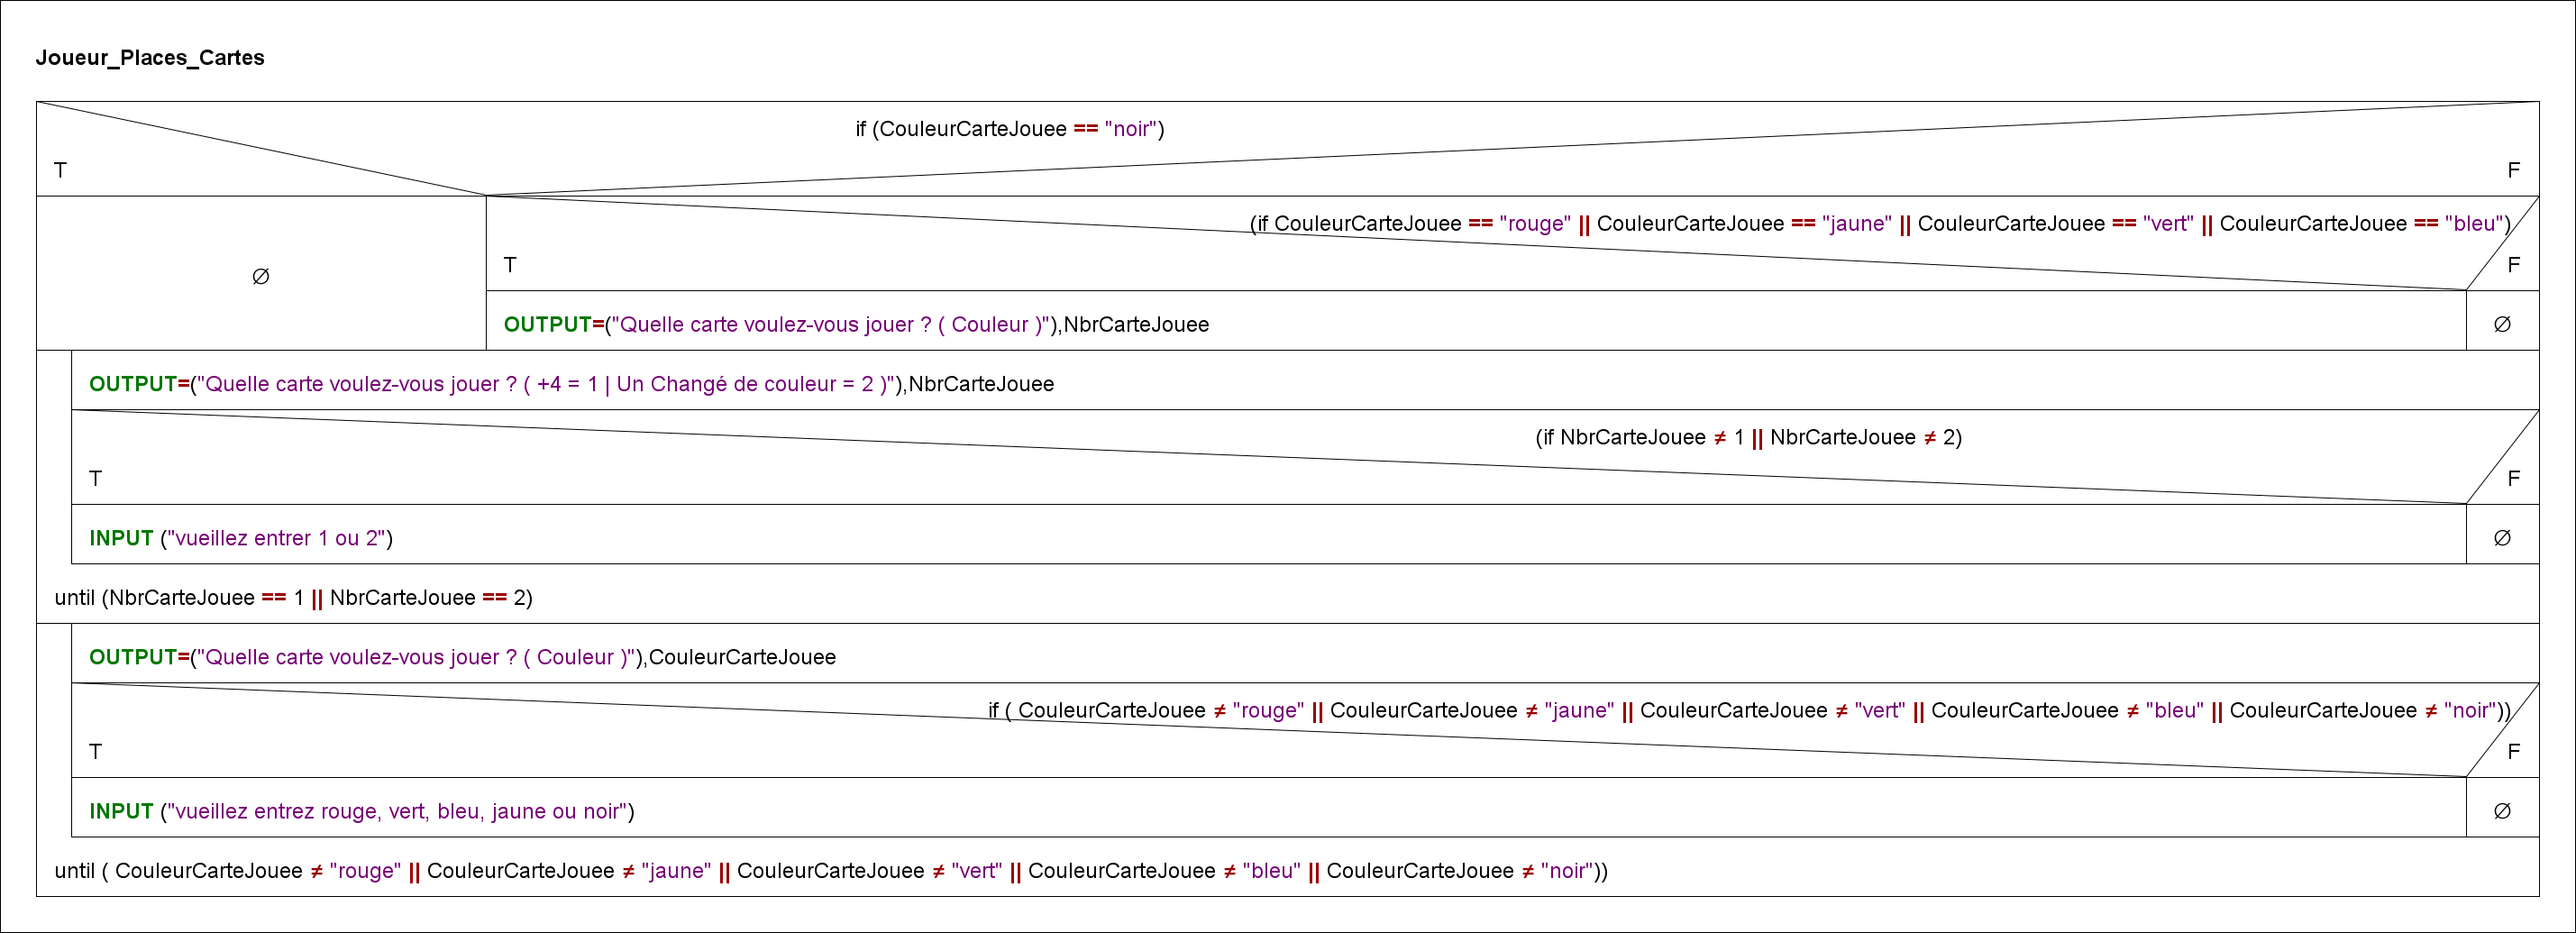 Joueur_Places_Cartes
if (CouleurCarteJouee == "noir")
T
F
(if CouleurCarteJouee == "rouge" || CouleurCarteJouee == "jaune" || CouleurCarteJouee == "vert" || CouleurCarteJouee == "bleu")
T
F
∅
OUTPUT=("Quelle carte voulez-vous jouer ? ( Couleur )"),NbrCarteJouee
∅
OUTPUT=("Quelle carte voulez-vous jouer ? ( +4 = 1 | Un Changé de couleur = 2 )"),NbrCarteJouee
(if NbrCarteJouee ≠ 1 || NbrCarteJouee ≠ 2)
T
F
INPUT ("vueillez entrer 1 ou 2")
∅
until (NbrCarteJouee == 1 || NbrCarteJouee == 2)
OUTPUT=("Quelle carte voulez-vous jouer ? ( Couleur )"),CouleurCarteJouee
if ( CouleurCarteJouee ≠ "rouge" || CouleurCarteJouee ≠ "jaune" || CouleurCarteJouee ≠ "vert" || CouleurCarteJouee ≠ "bleu" || CouleurCarteJouee ≠ "noir"))
T
F
INPUT ("vueillez entrez rouge, vert, bleu, jaune ou noir")
∅
until ( CouleurCarteJouee ≠ "rouge" || CouleurCarteJouee ≠ "jaune" || CouleurCarteJouee ≠ "vert" || CouleurCarteJouee ≠ "bleu" || CouleurCarteJouee ≠ "noir"))